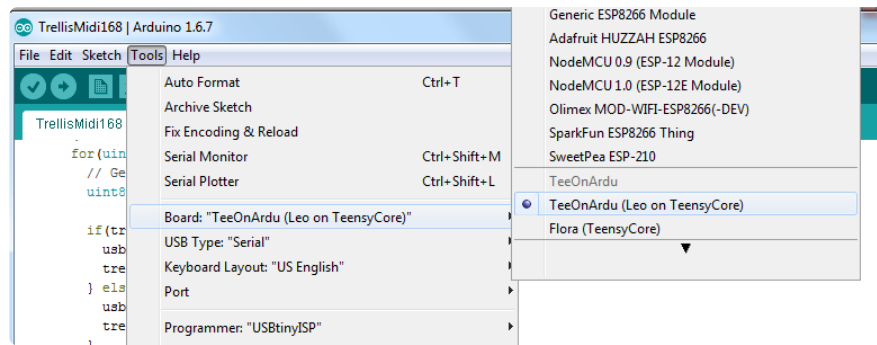 TrellisMidi168 | Arduino 1.6.7
File Edit Sketch Tools Help
TrellisMidi168
for(uin
// Ge
uint8
if(tr
usb
tre
} els
usb
tre
}
Auto Format Ctrl+T
Archive Sketch
Fix Encoding & Reload
Serial Monitor Ctrl+Shift+M
Serial Plotter Ctrl+Shift+L
Board: "TeeOnArdu (Leo on TeensyCore)"
USB Type: "Serial"
Keyboard Layout: "US English"
Port
Programmer: "USBtinyISP"
Generic ESP8266 Module
Adafruit HUZZAH ESP8266
NodeMCU 0.9 (ESP-12 Module)
NodeMCU 1.0 (ESP-12E Module)
Olimex MOD-WIFI-ESP8266(-DEV)
SparkFun ESP8266 Thing
SweetPea ESP-210
TeeOnArdu
TeeOnArdu (Leo on TeensyCore)
Flora (TeensyCore)